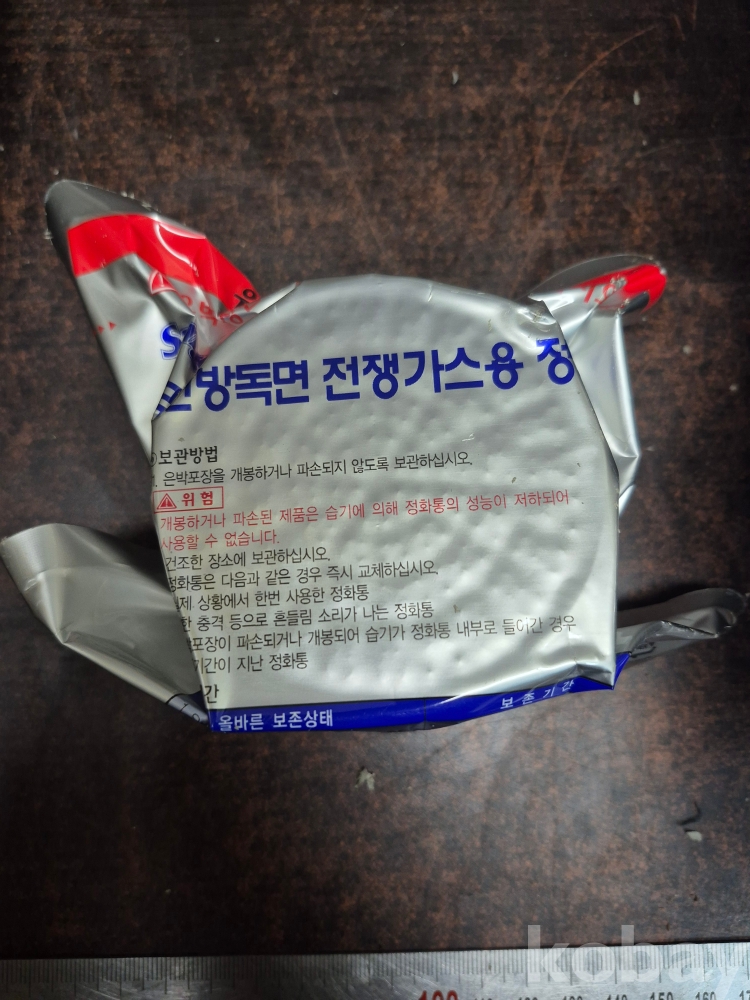 방독면 전쟁가스용 정
보관방법
은박포장을 개봉하거나 파손되지 않도록 보관하십시오.
위험
개봉하거나 파손된 제품은 습기에 의해 정화통의 성능이 저하되어
사용할 수 없습니다.
건조한 장소에 보관하십시오.
정화통은 다음과 같은 경우 즉시 교체하십시오.
상황에서 한번 사용한 정화통
충격 등으로 흔들림 소리가 나는 정화통
포장이 파손되거나 개봉되어 습기가 정화통 내부로 들어간 경우
기간이 지난 정화통
간
올바른 보존상태 보존기간
kobay
100 110 120 130 140 150 160